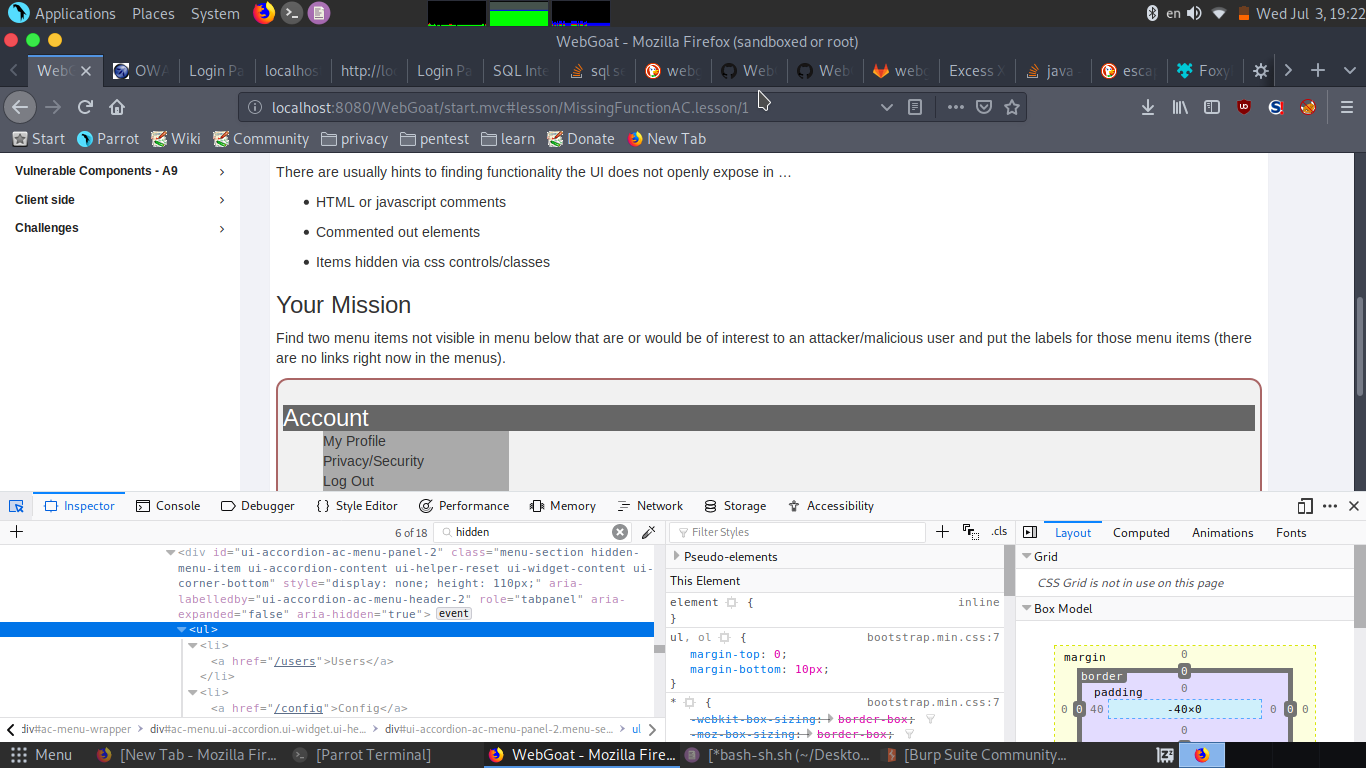 Applications Places System en Wed Jul 3, 19:22
WebGoat - Mozilla Firefox (sandboxed or root)
WebG OWA Login Pa localhos http://loc Login Pa SQL Inte sql se webg Web Web webg Excess X java escap Foxy
localhost:8080/WebGoat/start.mvc#lesson/MissingFunctionAC.lesson/1
Start Parrot Wiki Community privacy pentest learn Donate New Tab
Vulnerable Components - A9
Client side
Challenges
There are usually hints to finding functionality the UI does not openly expose in …
HTML or javascript comments
Commented out elements
Items hidden via css controls/classes
Your Mission
Find two menu items not visible in menu below that are or would be of interest to an attacker/malicious user and put the labels for those menu items (there
are no links right now in the menus).
Account
My Profile
Privacy/Security
Log Out
Inspector Console Debugger {} Style Editor Performance Memory Network Storage Accessibility
6 of 18 hidden
<div id="ui-accordion-ac-menu-panel-2" class="menu-section hidden-
menu-item ui-accordion-content ui-helper-reset ui-widget-content ui-
corner-bottom" style="display: none; height: 110px;" aria-
labelledby="ui-accordion-ac-menu-header-2" role="tabpanel" aria-
expanded="false" aria-hidden="true"> event
<ul>
<li>
<a href="/users">Users</a>
</li>
<li>
<a href="/config">Config</a>
div#ac-menu-wrapper div#ac-menu.ui-accordion.ui-widget.ui-he... div#ui-accordion-ac-menu-panel-2.menu-se... ul
Filter Styles .cls
Pseudo-elements
This Element
element { inline
}
ul, ol { bootstrap.min.css:7
margin-top: 0;
margin-bottom: 10px;
}
* { bootstrap.min.css:7
-webkit-box-sizing: border-box;
-moz-box-sizing: border-box;
Layout Computed Animations Fonts
Grid
CSS Grid is not in use on this page
Box Model
margin 0
border 0
padding 0
0 0 40 -40×0 0 0 0
0
Menu [New Tab - Mozilla Fir... [Parrot Terminal] WebGoat - Mozilla Fire... [*bash-sh.sh (~/Deskto... [Burp Suite Community...